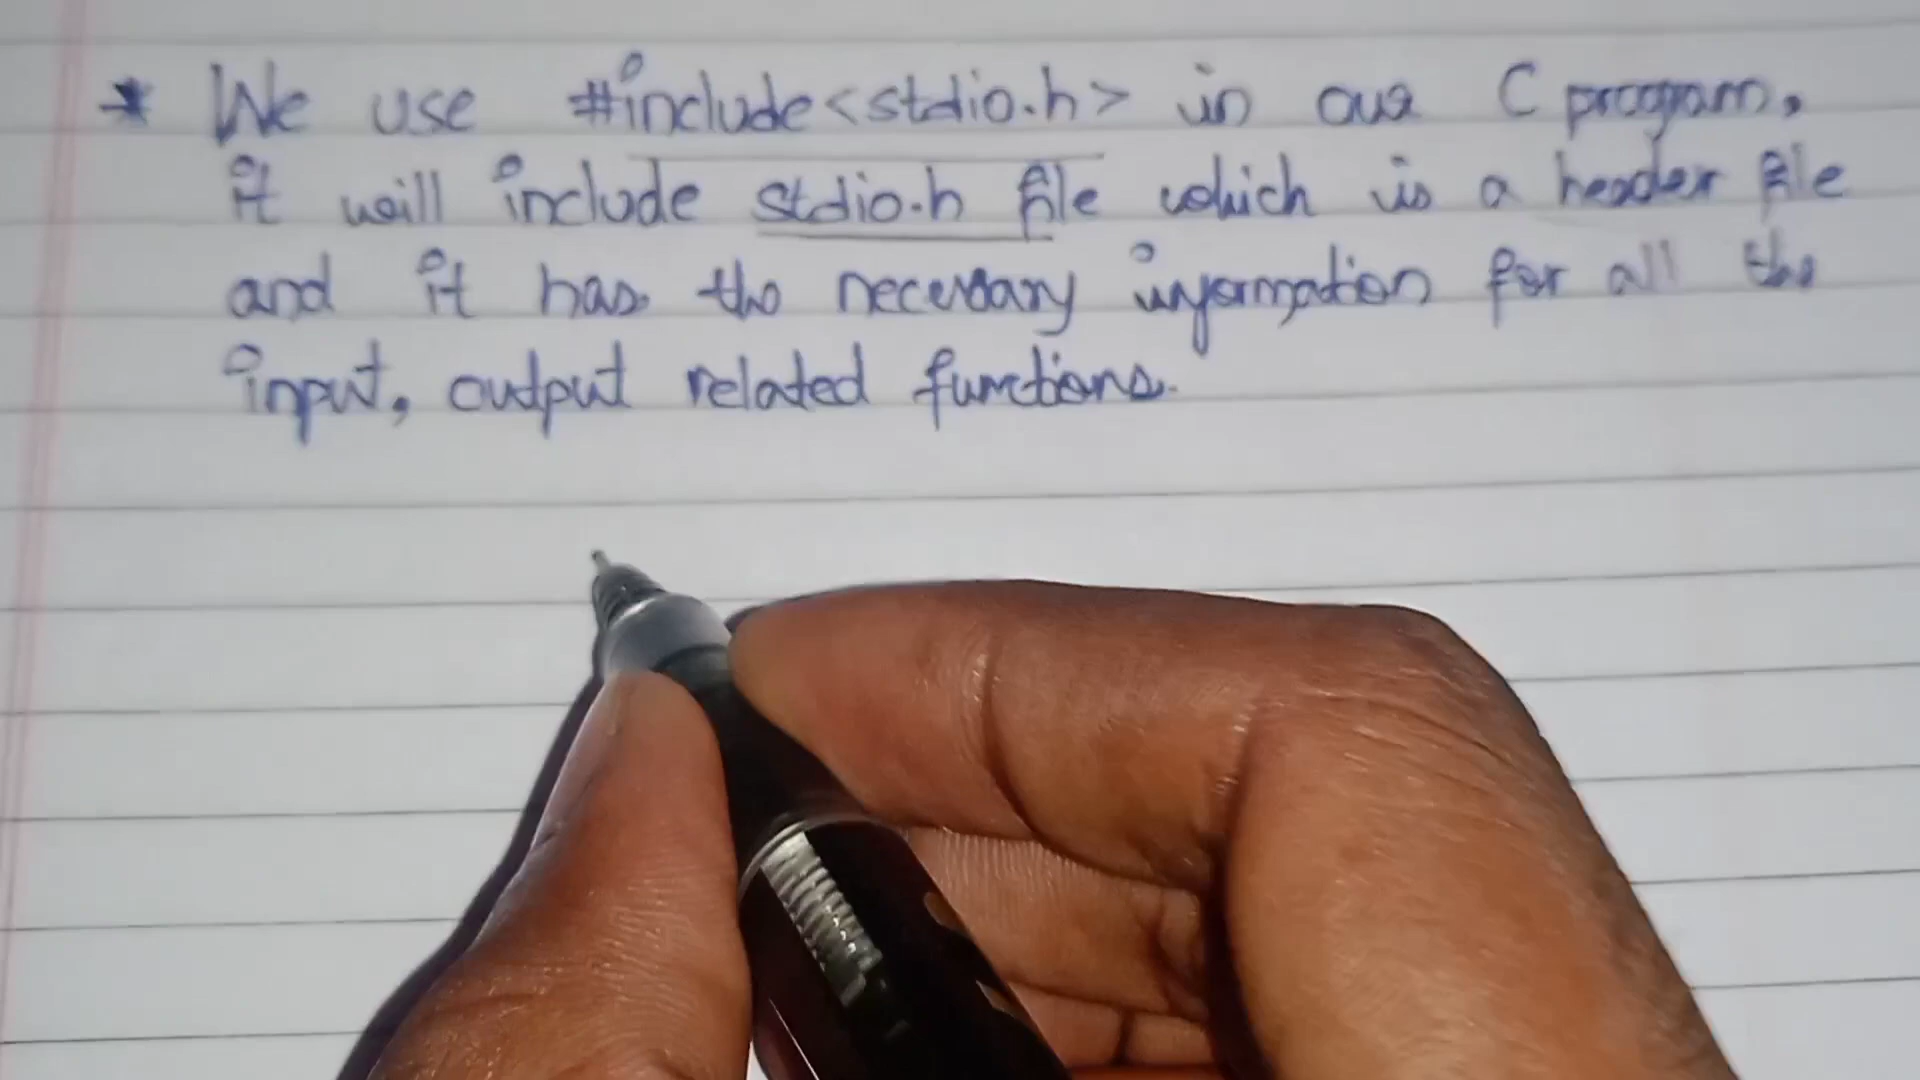 * We use #include<stdio.h> in our C program,
it will include stdio.h file which is a header file
and it has the necessary information for all the
input, output related functions.